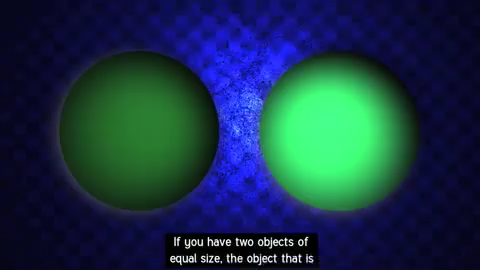 If you have two objects of
equal size, the object that is